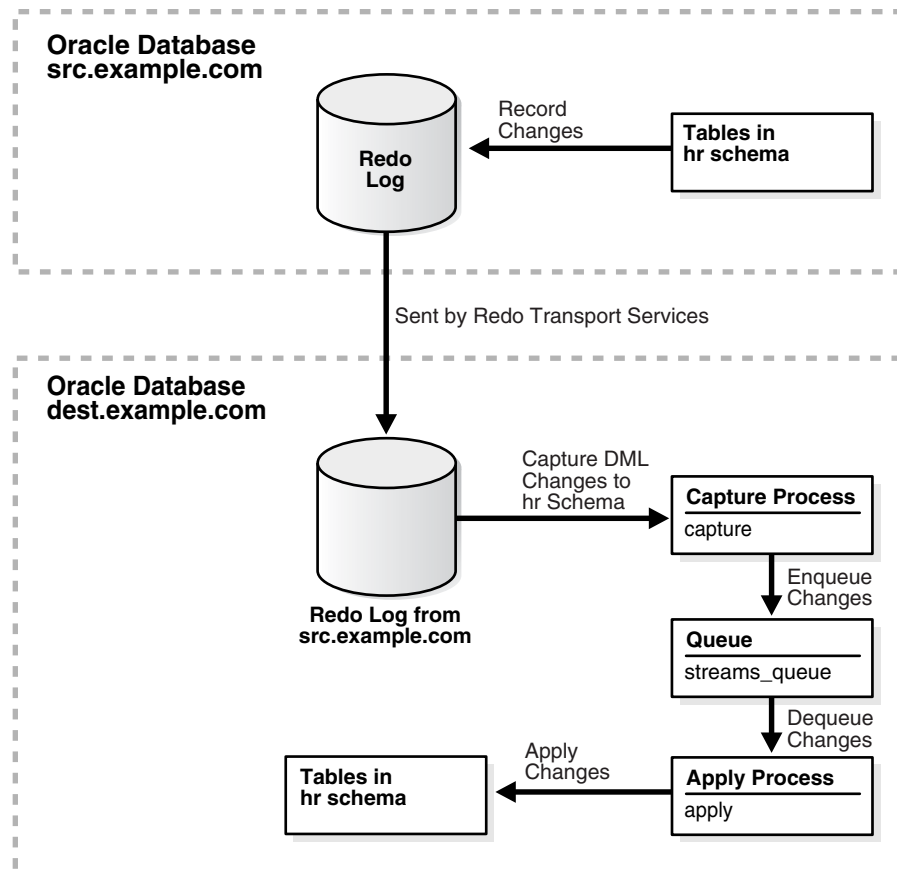 Oracle Database
src.example.com
Record
Changes
Tables in
hr schema
Redo
Log
Sent by Redo Transport Services
Oracle Database
dest.example.com
Capture DML
Changes to
hr Schema
Capture Process
capture
Enqueue
Changes
Redo Log from
src.example.com
Queue
streams_queue
Dequeue
Changes
Apply
Changes
Tables in
hr schema
Apply Process
apply